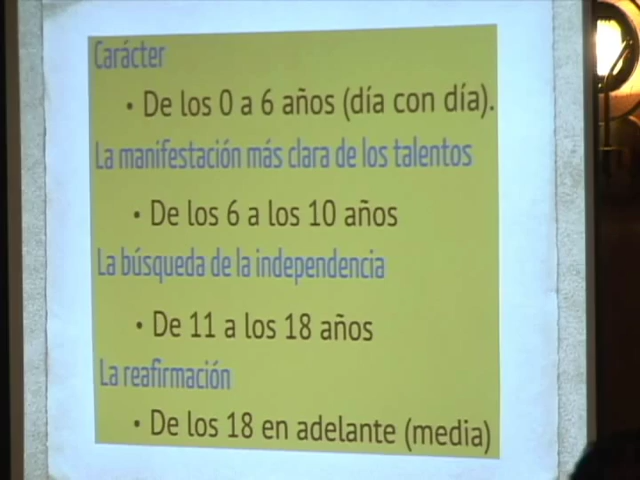 Carácter
• De los 0 a 6 años (día con día).
La manifestación más clara de los talentos
• De los 6 a los 10 años
La búsqueda de la independencia
• De 11 a los 18 años
La reafirmación
• De los 18 en adelante (media)